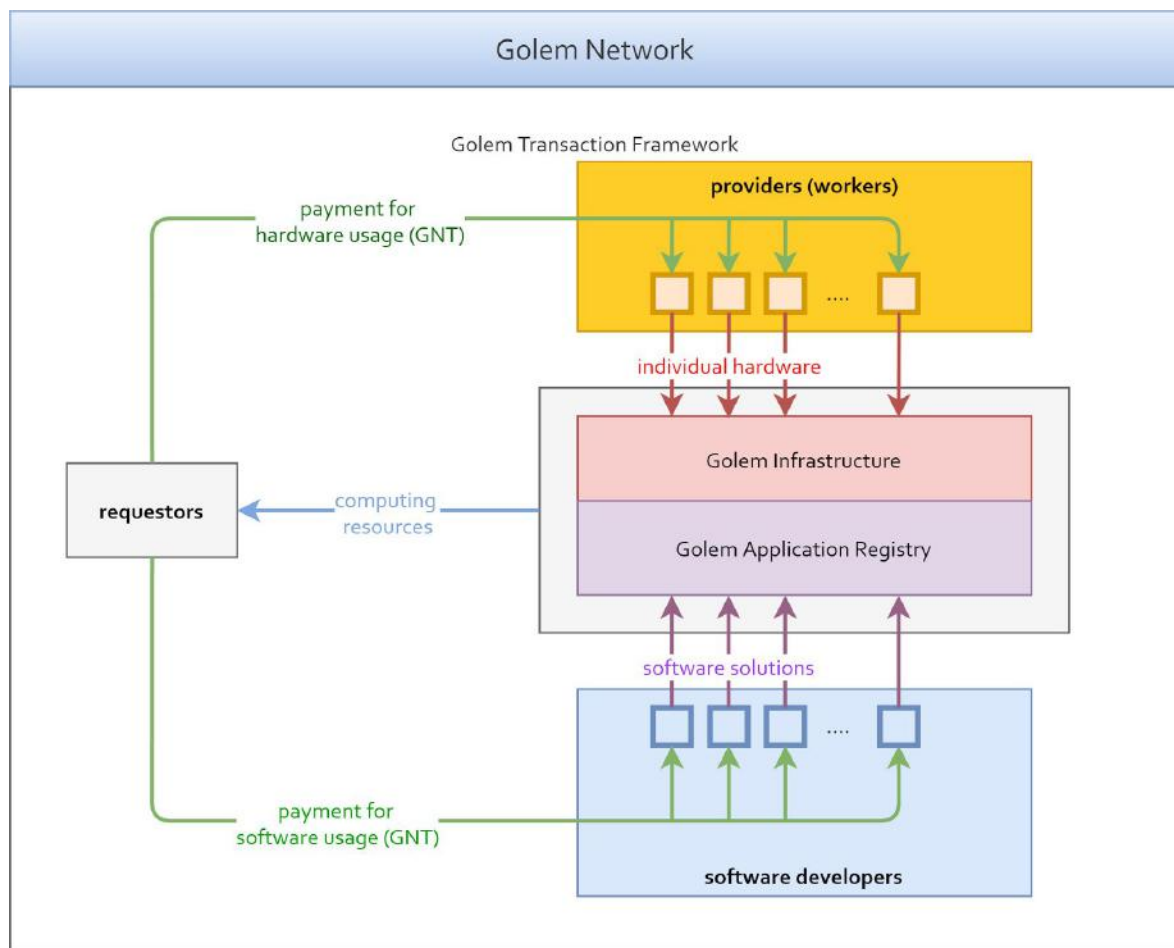 Golem Network
Golem Transaction Framework
providers (workers)
payment for
hardware usage (GNT)
....
individual hardware
Golem Infrastructure
requestors
computing
resources
Golem Application Registry
software solutions
....
payment for
software usage (GNT)
software developers